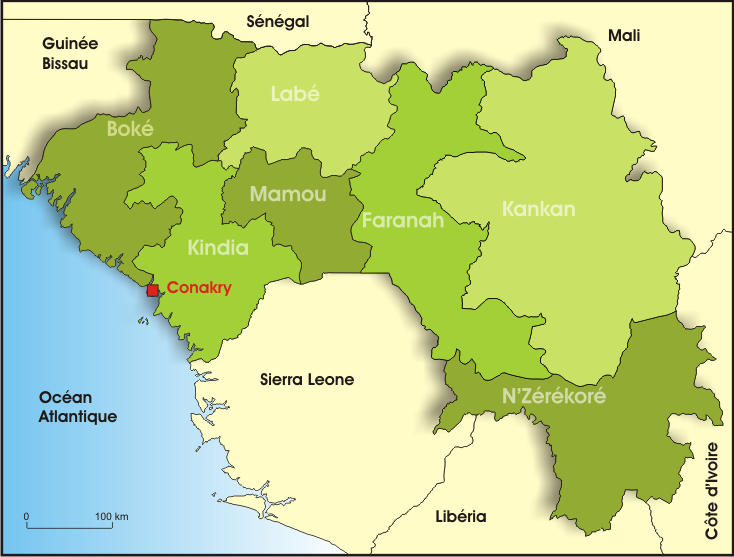 Sénégal
Guinée
Bissau
Mali
Labé
Boké
Mamou
Kankan
Faranah
Kindia
Conakry
Sierra Leone
N'Zérékoré
Océan
Atlantique
Côte d'Ivoire
Libéria
0 100 km